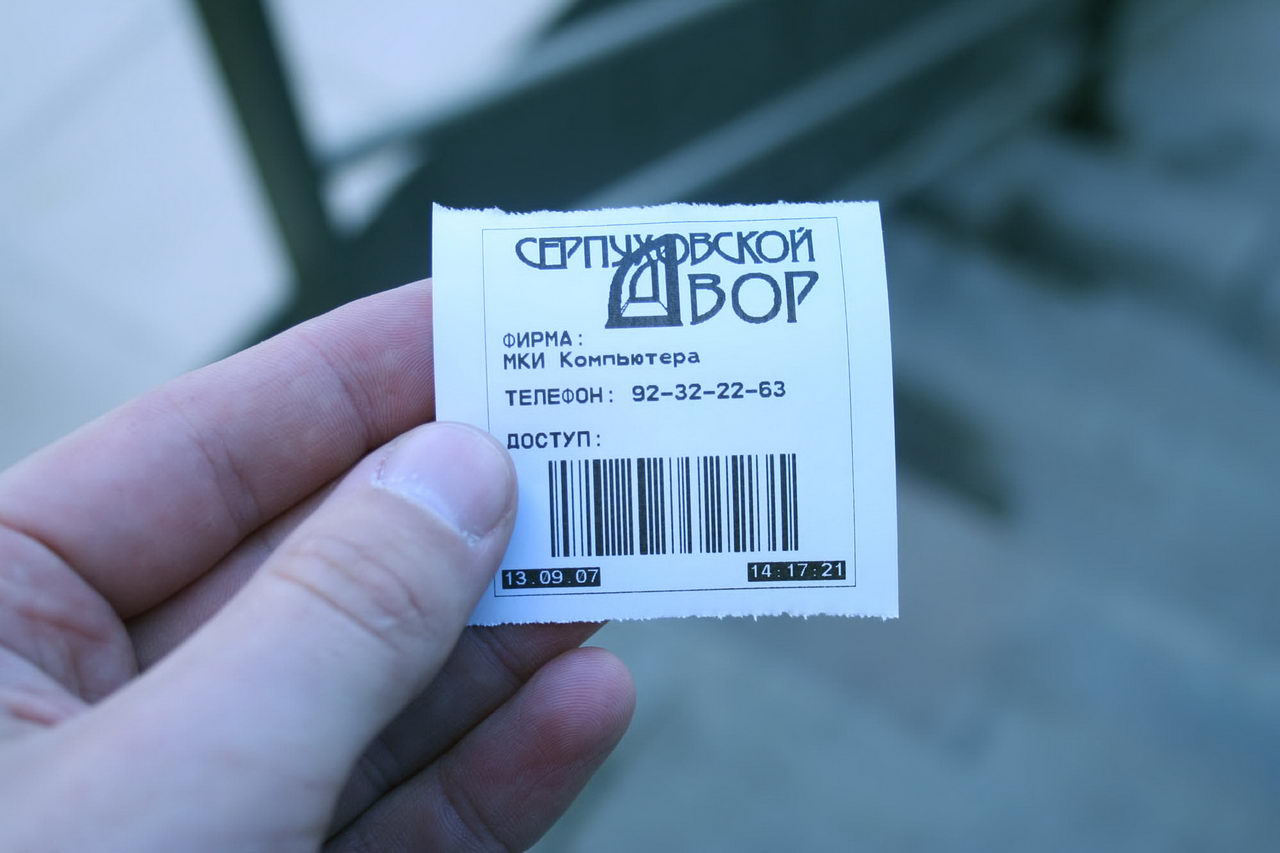 СЕРПУХОВСКОЙ
ДВОР
ФИРМА:
МКИ Компьютера
ТЕЛЕФОН: 92-32-22-63
ДОСТУП:
13.09.07 14:17:21